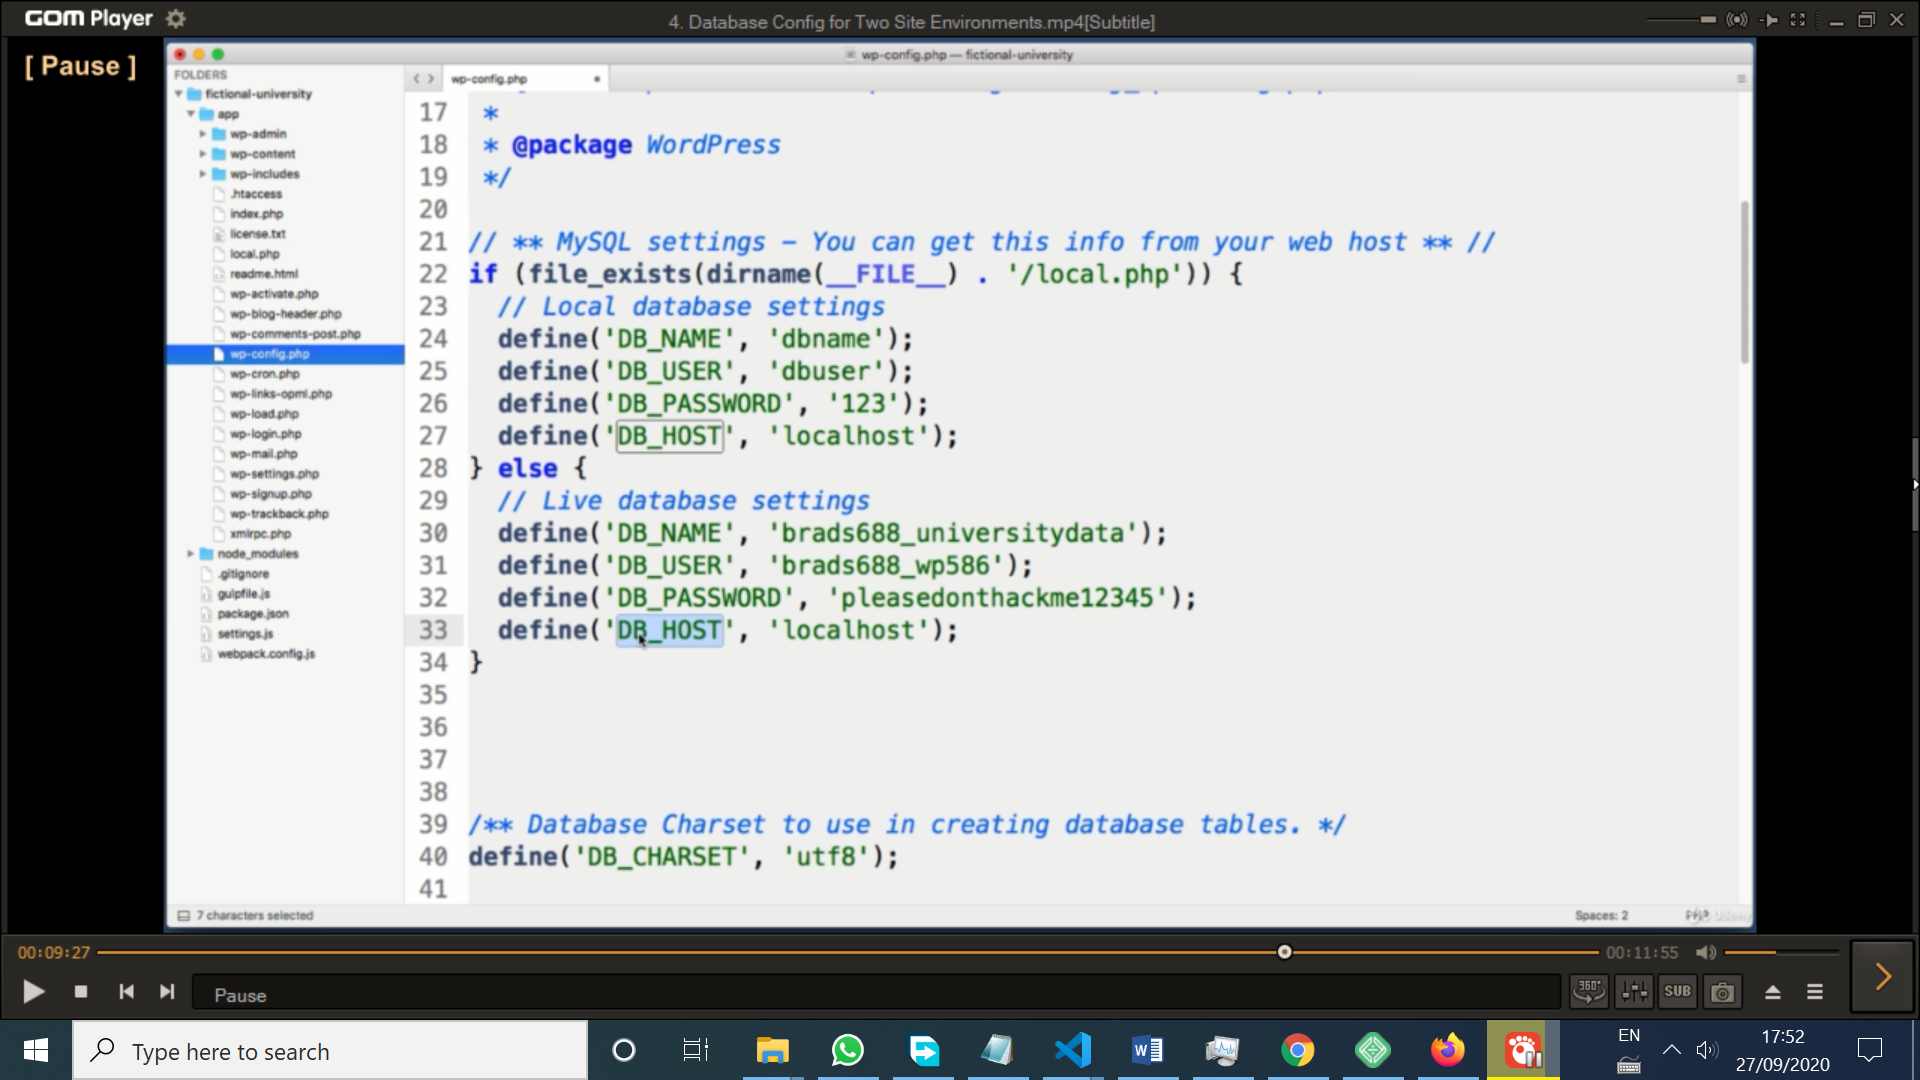 GOM Player
4. Database Config for Two Site Environments.mp4[Subtitle]
[ Pause ]
wp-config.php — fictional-university
FOLDERS
fictional-university
app
wp-admin
wp-content
wp-includes
.htaccess
index.php
license.txt
local.php
readme.html
wp-activate.php
wp-blog-header.php
wp-comments-post.php
wp-config.php
wp-cron.php
wp-links-opml.php
wp-load.php
wp-login.php
wp-mail.php
wp-settings.php
wp-signup.php
wp-trackback.php
xmlrpc.php
node_modules
.gitignore
gulpfile.js
package.json
settings.js
webpack.config.js
wp-config.php
17 *
18 * @package WordPress
19 */
20
21 // ** MySQL settings - You can get this info from your web host ** //
22 if (file_exists(dirname(__FILE__) . '/local.php')) {
23 // Local database settings
24 define('DB_NAME', 'dbname');
25 define('DB_USER', 'dbuser');
26 define('DB_PASSWORD', '123');
27 define('DB_HOST', 'localhost');
28 } else {
29 // Live database settings
30 define('DB_NAME', 'brads688_universitydata');
31 define('DB_USER', 'brads688_wp586');
32 define('DB_PASSWORD', 'pleasedonthackme12345');
33 define('DB_HOST', 'localhost');
34 }
35
36
37
38
39 /** Database Charset to use in creating database tables. */
40 define('DB_CHARSET', 'utf8');
41
7 characters selected
Spaces: 2
PHP
Udemy
00:09:27
00:11:55
Pause
360°
SUB
Type here to search
EN
17:52
27/09/2020